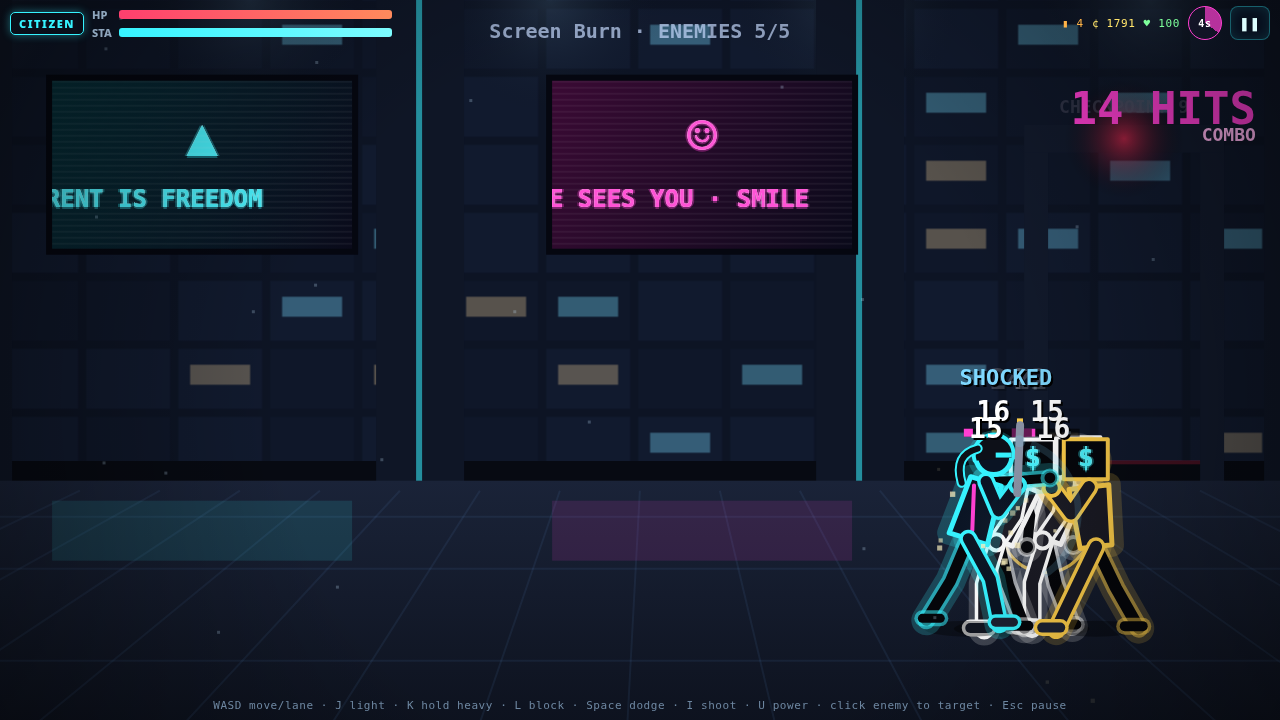 CITIZEN
HP
STA
Screen Burn · ENEMIES 5/5
4 ¢ 1791 ♥ 100
4s
14 HITS
COMBO
RENT IS FREEDOM
E SEES YOU · SMILE
SHOCKED
16 15
15 16
$ $
WASD move/lane · J light · K hold heavy · L block · Space dodge · I shoot · U power · click enemy to target · Esc pause